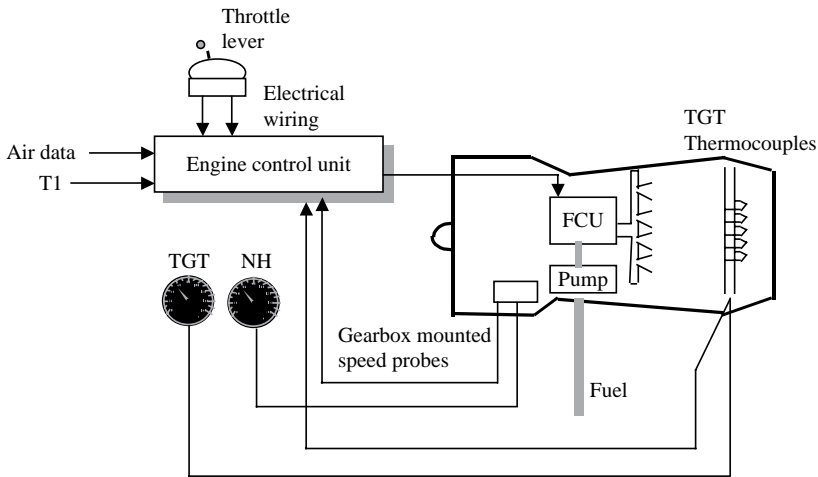 Throttle
lever
Electrical
wiring
TGT
Thermocouples
Air data
Engine control unit
T1
FCU
TGT
NH
Pump
Gearbox mounted
speed probes
Fuel